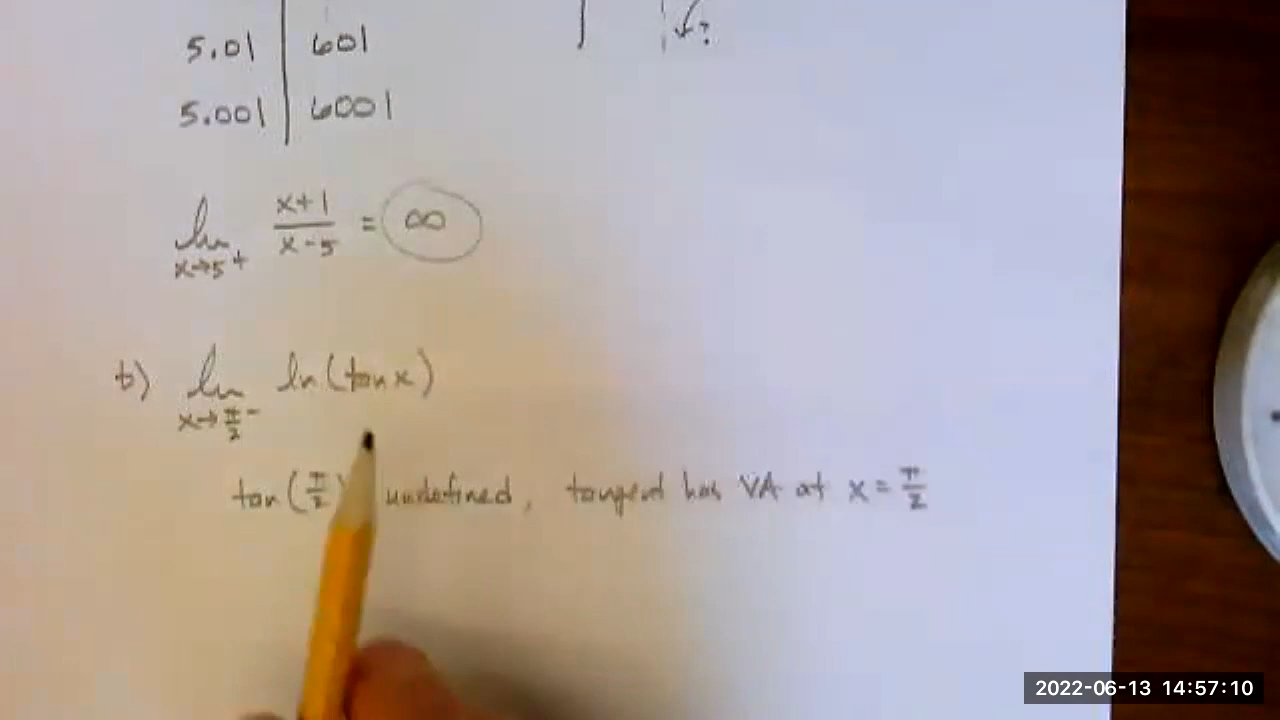 5.01 | 601
?
5.001 | 6001
lim x→5+ x+1/x-5 = ∞
b) lim x→π/2- ln(tan x)
tan(π/2) undefined, tangent has VA at x = π/2
2022-06-13 14:57:10